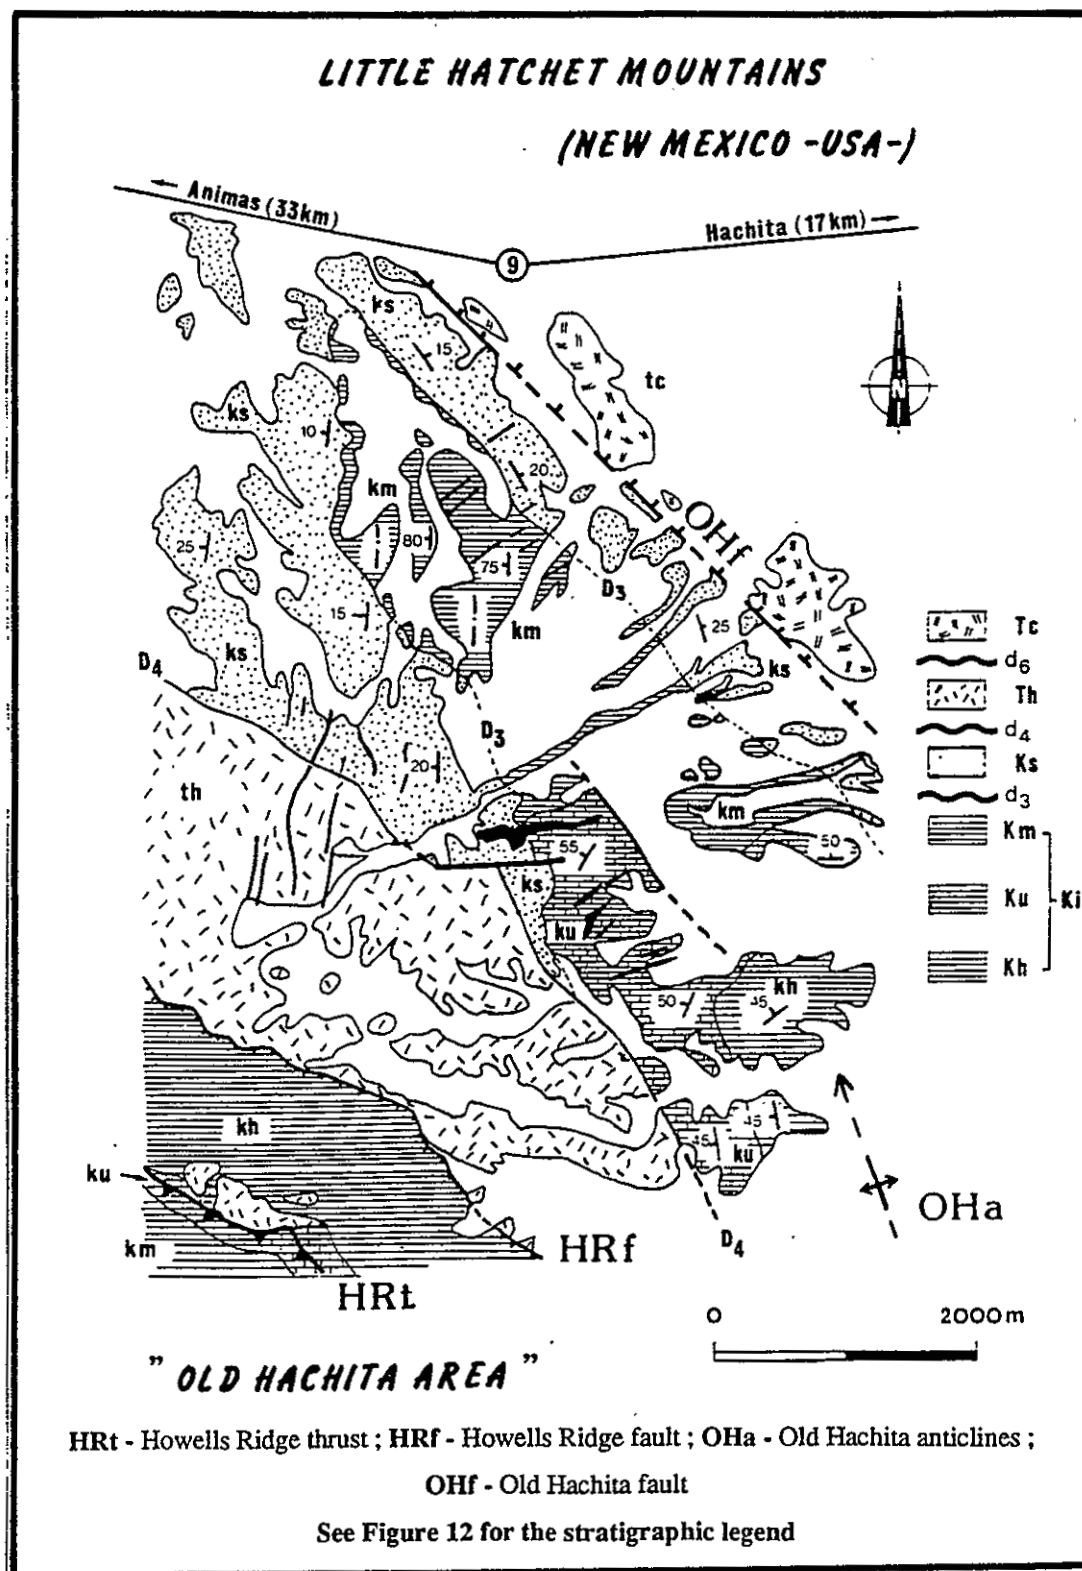 LITTLE HATCHET MOUNTAINS
(NEW MEXICO -USA-)
Animas (33km)
Hachita (17km)
9
ks
15
tc
ks
10
km
20
OHf
80
25
75
D3
15
km
25
Tc
d6
D4
ks
ks
Th
d4
D3
20
Ks
th
d3
km
Km
55
50
ks
Ku
Ki
ku
Kh
50
45
kh
kh
45
45
ku
ku
OHa
km
HRf
D4
HRt
0
2000m
N
" OLD HACHITA AREA "
HRt - Howells Ridge thrust ; HRf - Howells Ridge fault ; OHa - Old Hachita anticlines ;
OHf - Old Hachita fault
See Figure 12 for the stratigraphic legend